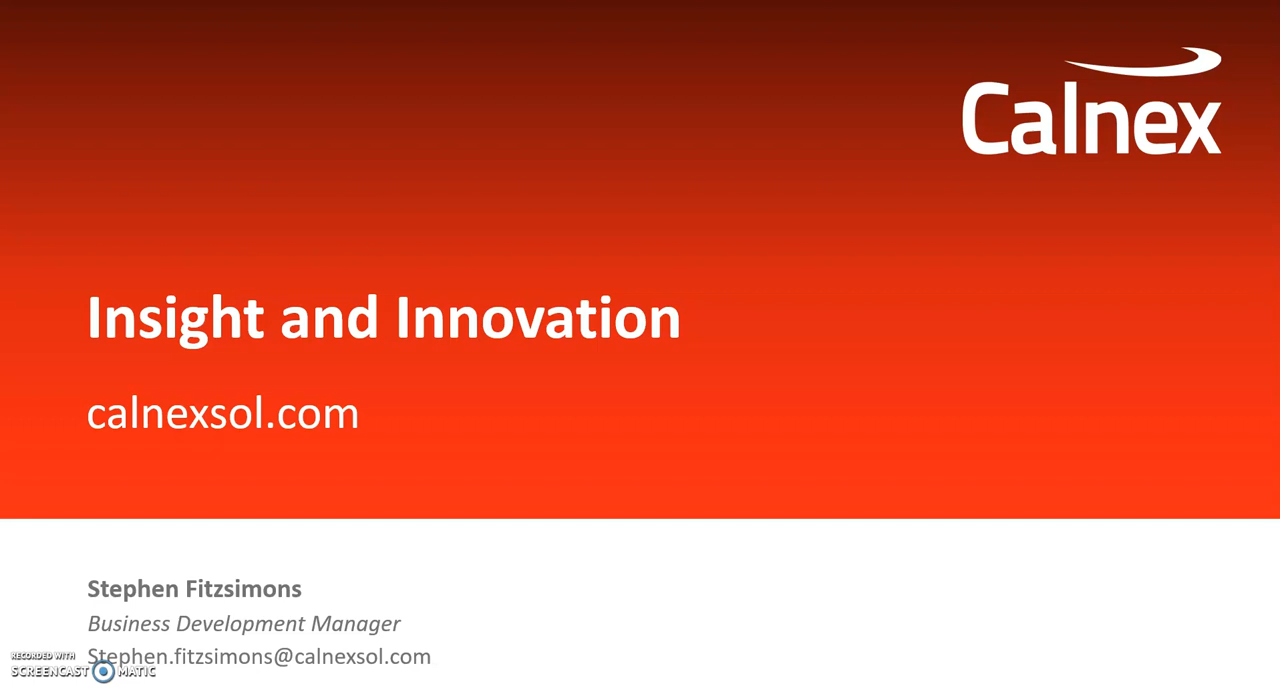 Calnex
Insight and Innovation
calnexsol.com
Stephen Fitzsimons
Business Development Manager
Stephen.fitzsimons@calnexsol.com
RECORDED WITH
SCREENCAST MATIC